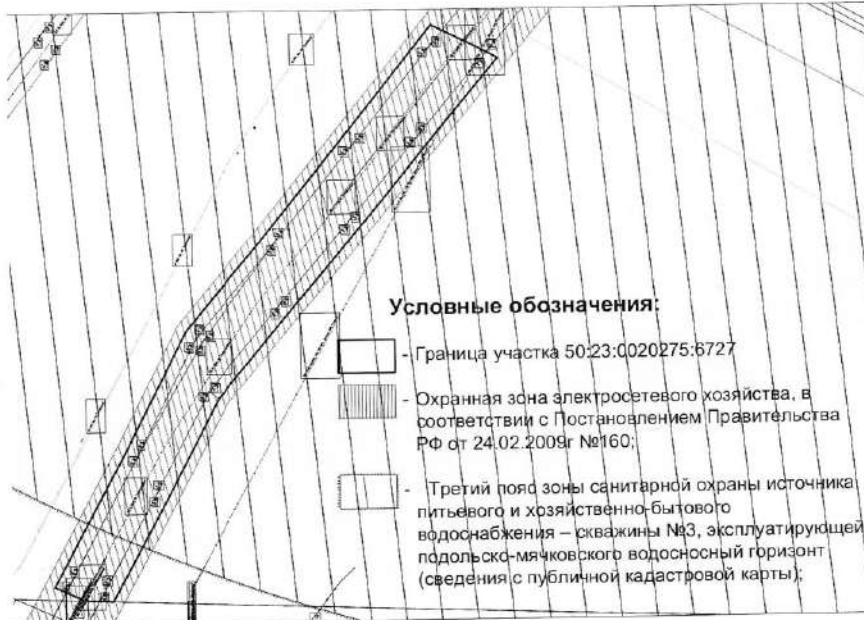 Условные обозначения:
- Граница участка 50:23:0020275:6727
- Охранная зона электросетевого хозяйства, в
соответствии с Постановлением Правительства
РФ от 24.02.2009г №160;
- Третий пояс зоны санитарной охраны источника
питьевого и хозяйственно-бытового
водоснабжения – скважины №3, эксплуатирующей
подольско-мячковского водосный горизонт
(сведения с публичной кадастровой карты);